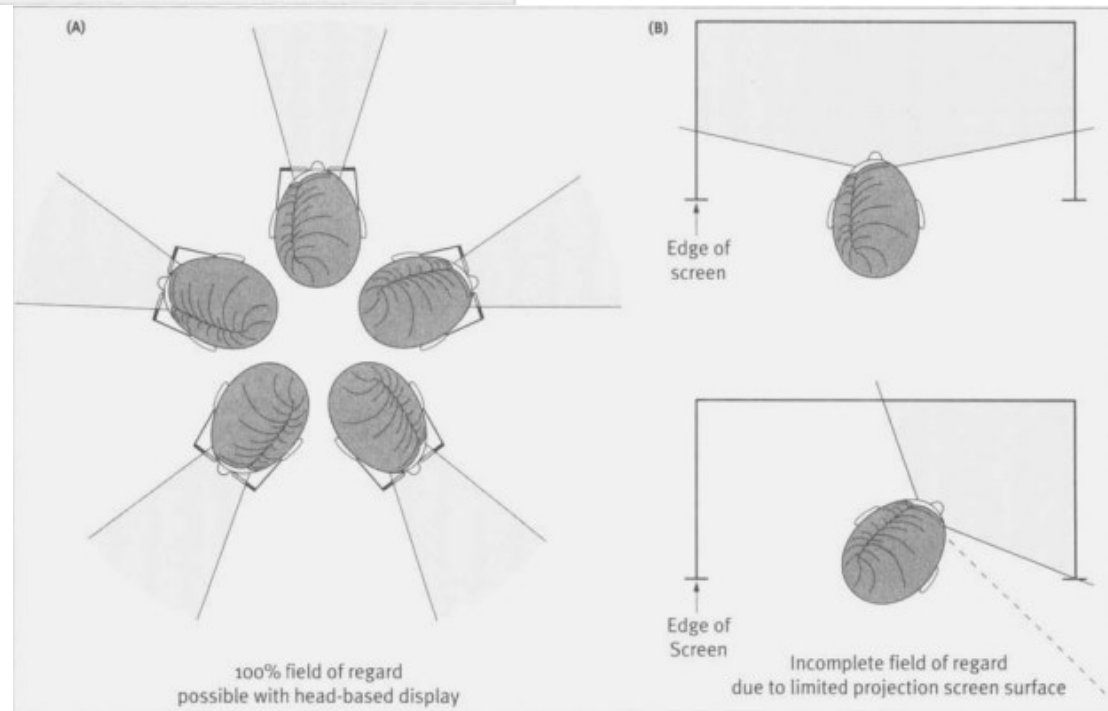 (A)
100% field of regard
possible with head-based display
(B)
Edge of
screen
Edge of
Screen
Incomplete field of regard
due to limited projection screen surface